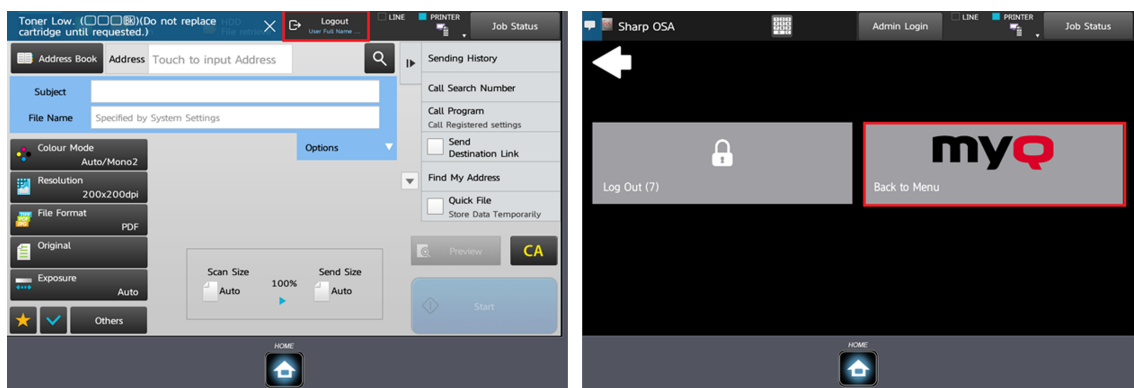 Toner Low. (
)(Do not replace
cartridge until requested.)
Logout
User Full Name ...
LINE
PRINTER
Job Status
Address Book
Address
Touch to input Address
Subject
File Name
Specified by System Settings
Options
Colour Mode
Auto/Mono2
Resolution
200x200dpi
File Format
PDF
Original
Exposure
Auto
Others
Scan Size
Auto
100%
Send Size
Auto
Sending History
Call Search Number
Call Program
Call Registered settings
Send
Destination Link
Find My Address
Quick File
Store Data Temporarily
Preview
CA
Start
HOME
Sharp OSA
Admin Login
LINE
PRINTER
Job Status
Log Out (7)
myQ
Back to Menu
HOME